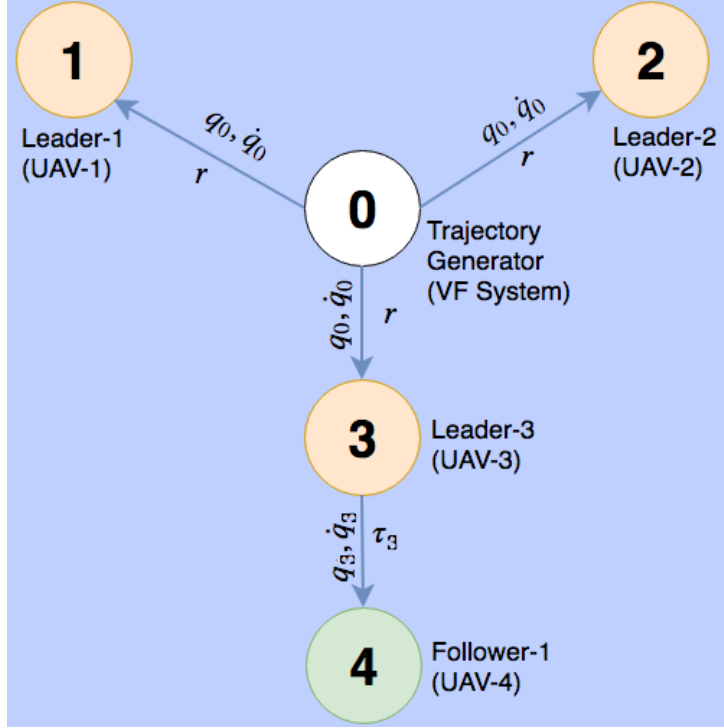 1
2
Leader-1
(UAV-1)
q₀, q̇₀
r
q₀, q̇₀
r
Leader-2
(UAV-2)
0
Trajectory
Generator
(VF System)
q₀, q̇₀
r
3
Leader-3
(UAV-3)
q₃, q̇₃
τ₃
4
Follower-1
(UAV-4)